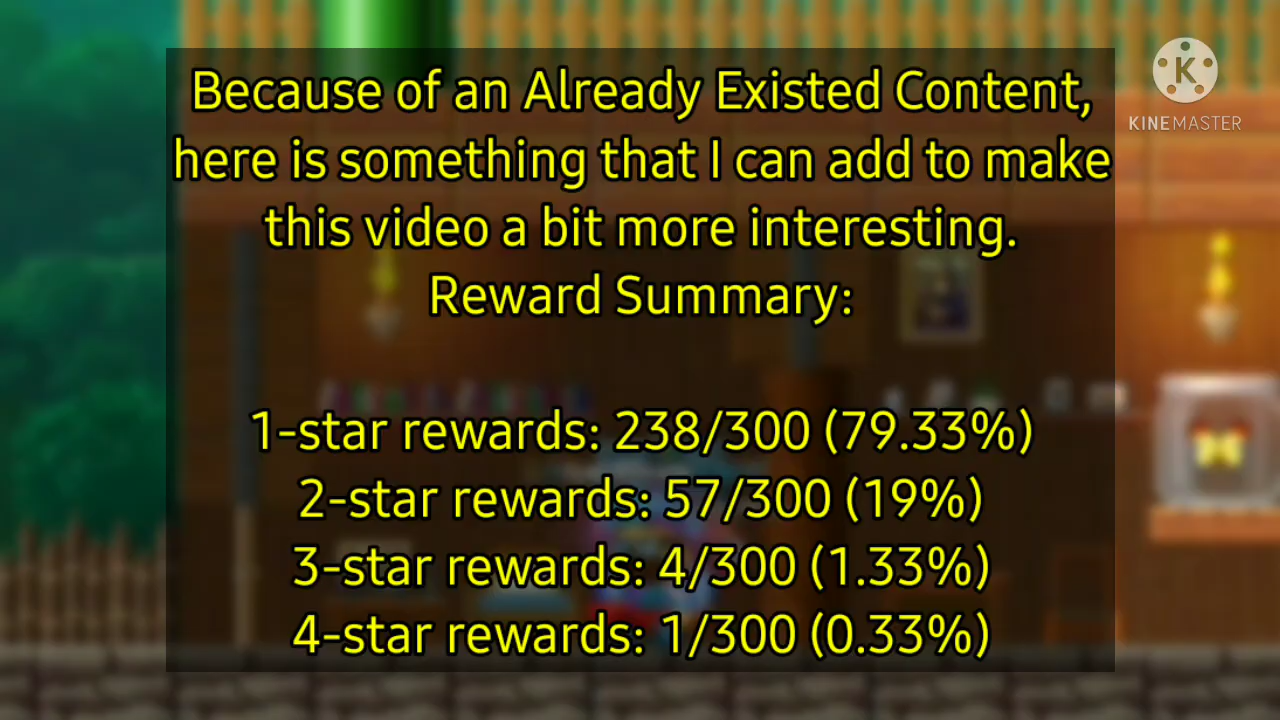 Because of an Already Existed Content,
here is something that I can add to make
this video a bit more interesting.
Reward Summary:
1-star rewards: 238/300 (79.33%)
2-star rewards: 57/300 (19%)
3-star rewards: 4/300 (1.33%)
4-star rewards: 1/300 (0.33%)
K
KINEMASTER